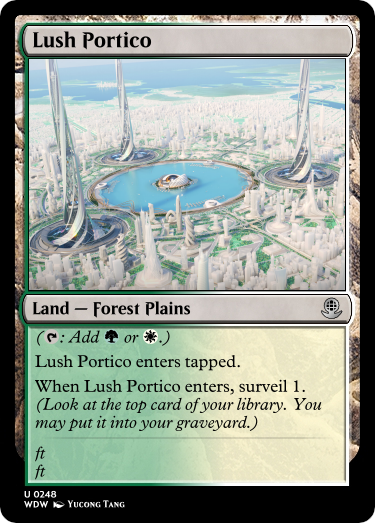 Lush Portico
Land — Forest Plains
(: Add or .)
Lush Portico enters tapped.
When Lush Portico enters, surveil 1.
(Look at the top card of your library. You
may put it into your graveyard.)
ft
ft
U 0248
WDW Yucong Tang